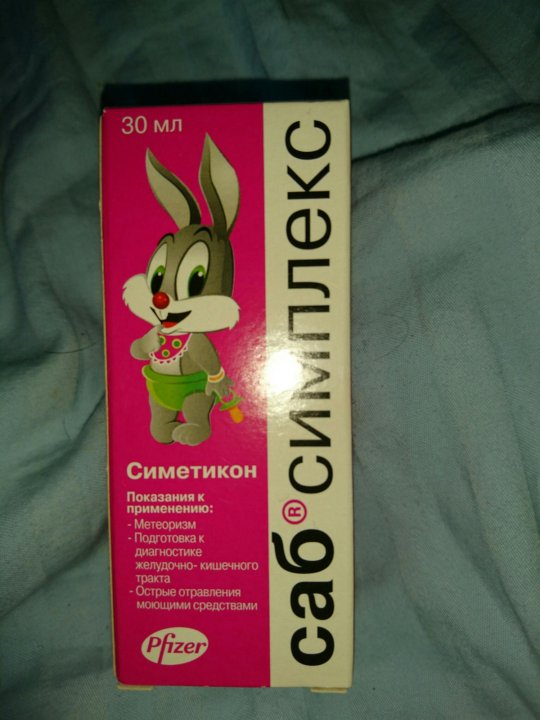 30 мл
саб® симплекс
Симетикон
Показания к
применению:
- Метеоризм
- Подготовка к
диагностике
желудочно- кишечного
тракта
- Острые отравления
моющими средствами
Pfizer